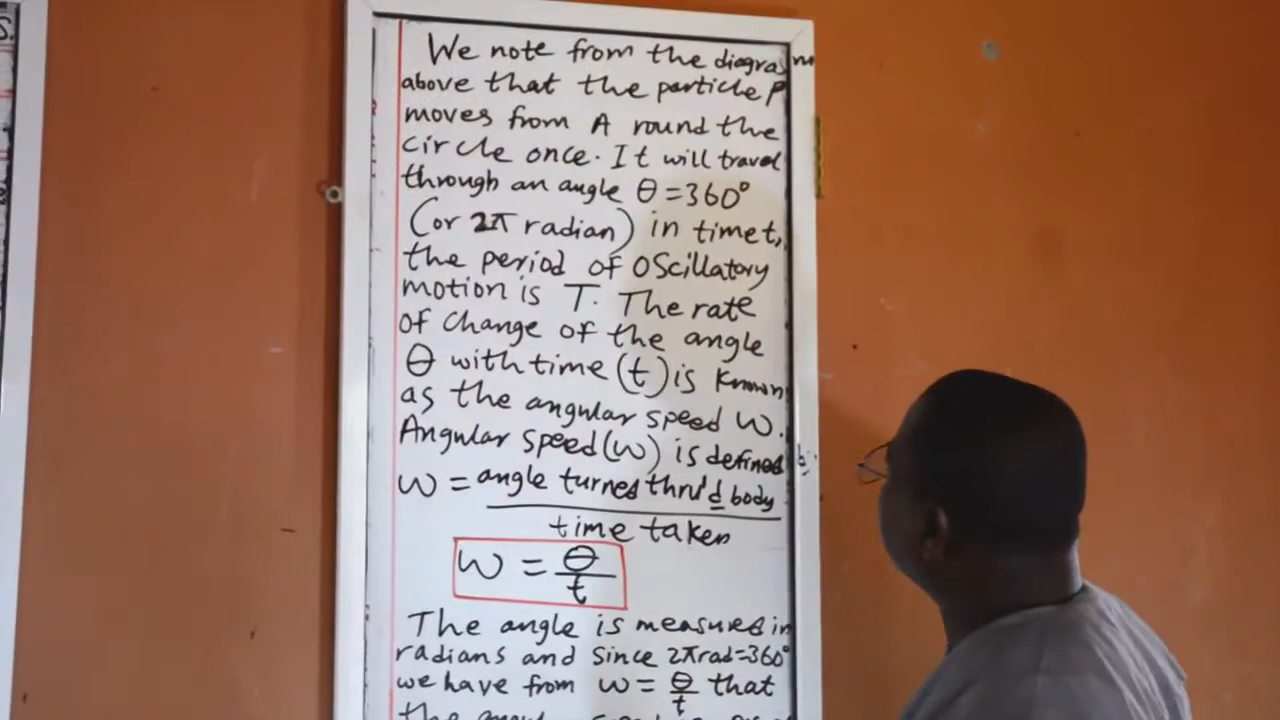 S.
We note from the diagram
above that the particle P
moves from A round the
circle once. It will travel
through an angle θ = 360°
(or 2π radian) in time t,
the period of oscillatory
motion is T. The rate
of change of the angle
θ with time (t) is known
as the angular speed ω.
Angular speed (ω) is defined
ω = angle turned thru'd body
time taken
ω = θ/t
The angle is measured in
radians and since 2πrad=360°
we have from ω = θ/t that